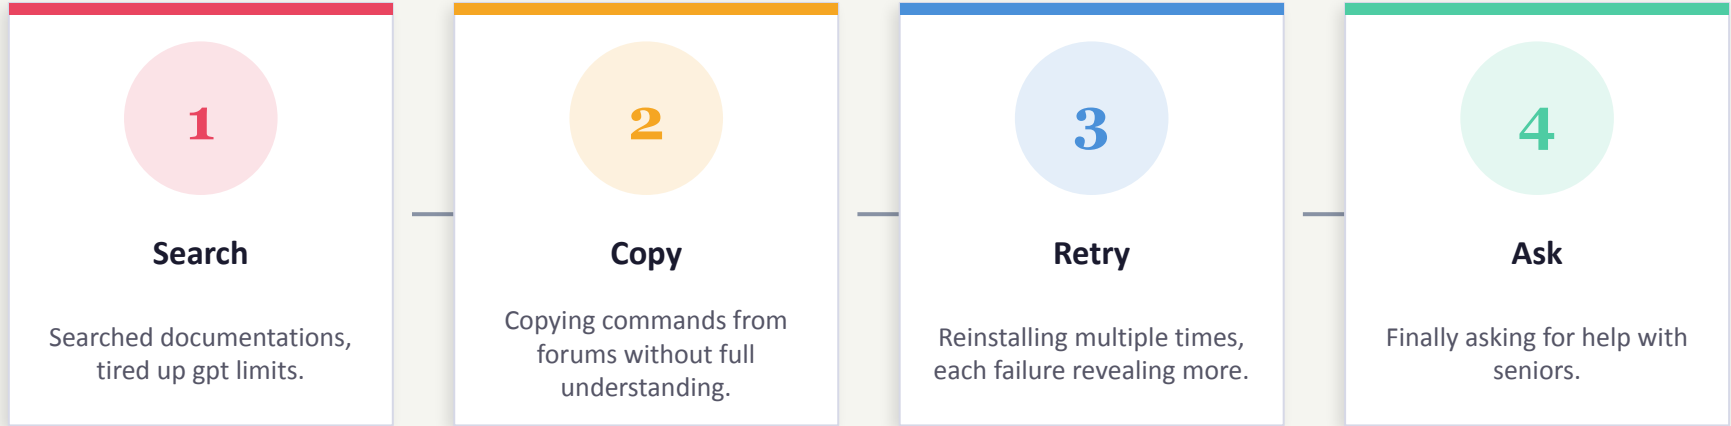 1
Search
Searched documentations,
tired up gpt limits.
2
Copy
Copying commands from
forums without full
understanding.
3
Retry
Reinstalling multiple times,
each failure revealing more.
4
Ask
Finally asking for help with
seniors.